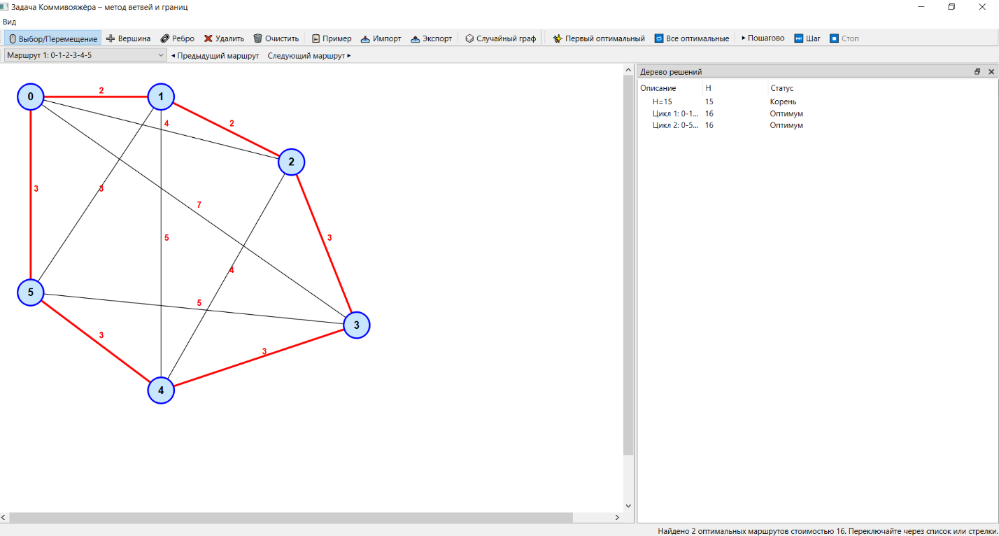 Задача Коммивояжёра – метод ветвей и границ
Вид
Выбор/Перемещение Вершина Ребро Удалить Очистить Пример Импорт Экспорт Случайный граф Первый оптимальный Все оптимальные Пошагово Шаг Стоп
Маршрут 1: 0-1-2-3-4-5 Предыдущий маршрут Следующий маршрут
Дерево решений
Описание H Статус
H=15 15 Корень
Цикл 1: 0-1... 16 Оптимум
Цикл 2: 0-5... 16 Оптимум
2
0 1
4 2
2
3 3
7
5 3
4
5
5
3
3
3
4
Найдено 2 оптимальных маршрутов стоимостью 16. Переключайте через список или стрелки.